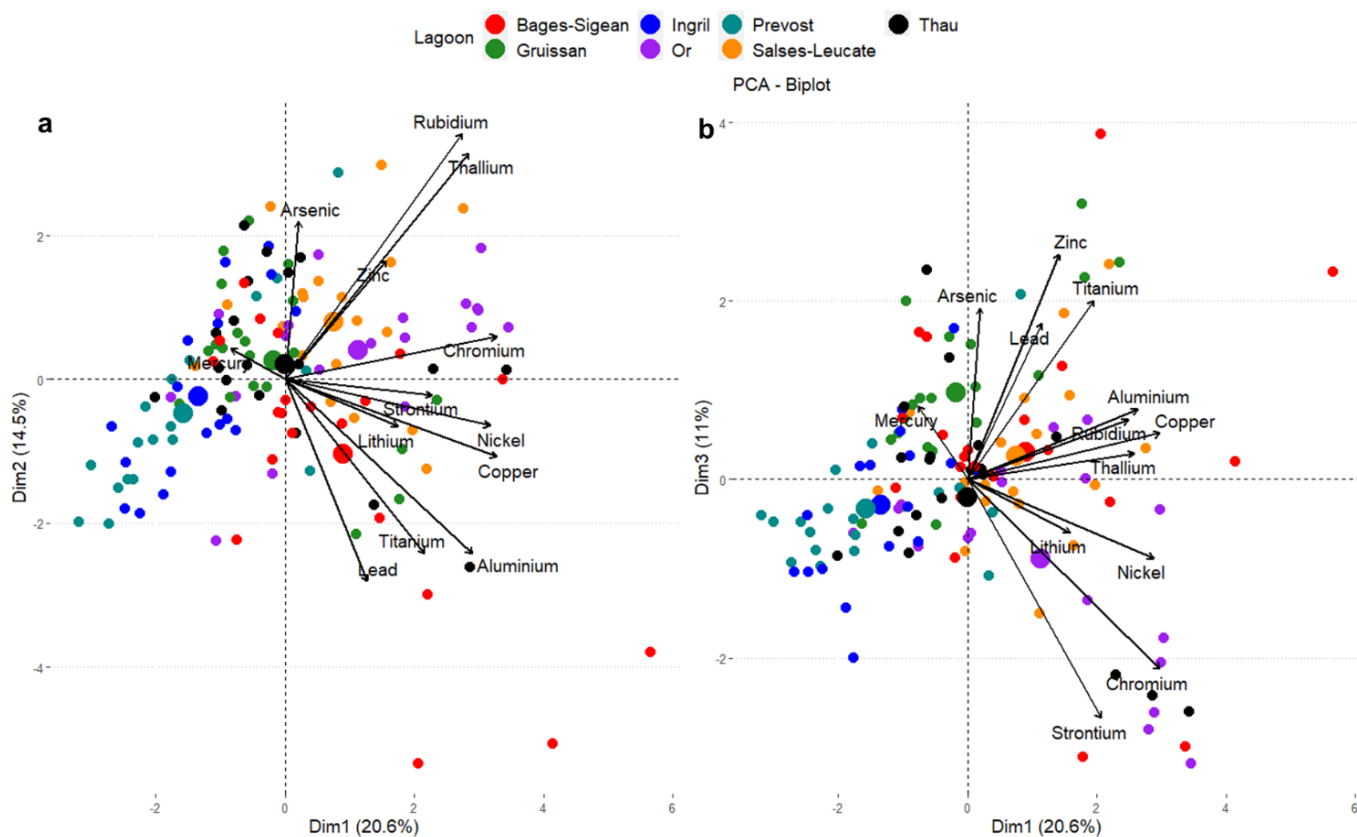 Lagoon
Bages-Sigean Ingril Prevost Thau
Gruissan Or Salses-Leucate
PCA - Biplot
a
Rubidium
Thallium
Arsenic
Zinc
Chromium
Mercury
Strontium
Lithium
Nickel
Copper
Titanium
Lead
Aluminium
2
0
-2
-4
Dim2 (14.5%)
-2 0 2 4 6
Dim1 (20.6%)
b
Zinc
Titanium
Arsenic
Lead
Aluminium
Mercury
Copper
Rubidium
Thallium
Lithium
Nickel
Chromium
Strontium
4
2
0
-2
Dim3 (11%)
-2 0 2 4 6
Dim1 (20.6%)